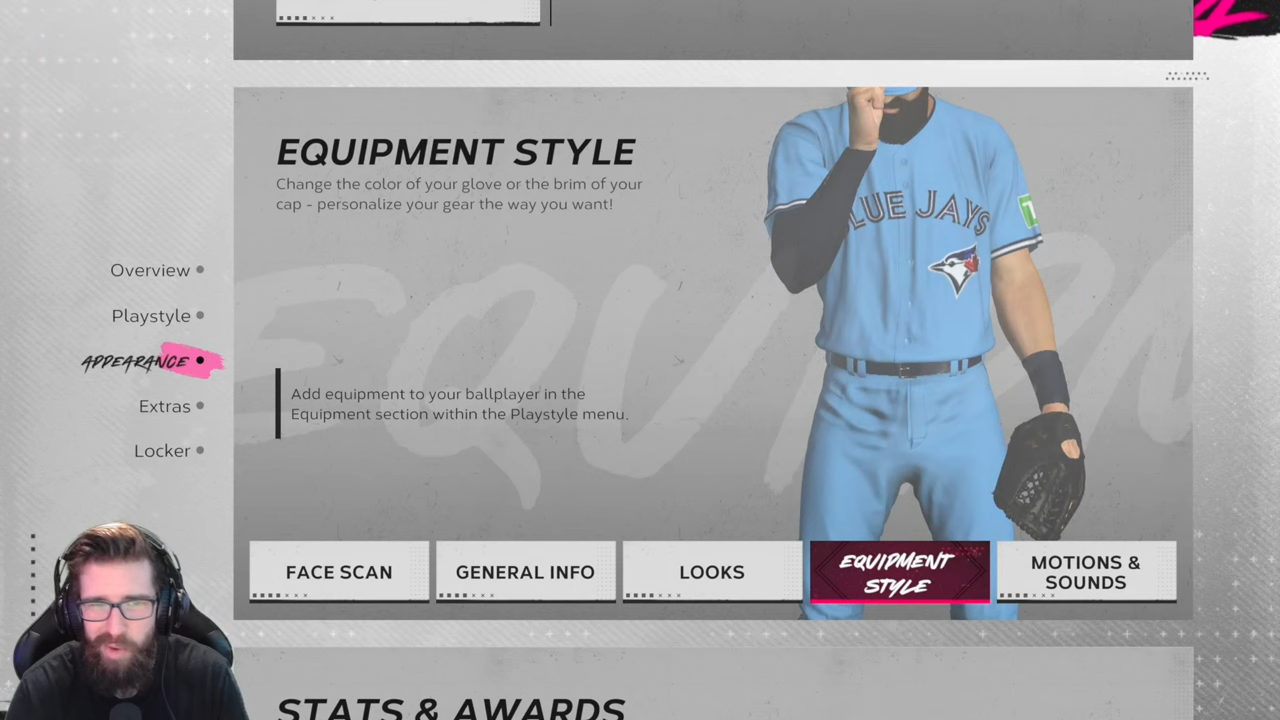 EQUIPMENT STYLE
Change the color of your glove or the brim of your
cap - personalize your gear the way you want!
BLUE JAYS
Overview
Playstyle
APPEARANCE
Extras
Locker
Add equipment to your ballplayer in the
Equipment section within the Playstyle menu.
FACE SCAN
GENERAL INFO
LOOKS
EQUIPMENT
STYLE
MOTIONS &
SOUNDS
STATS & AWARDS